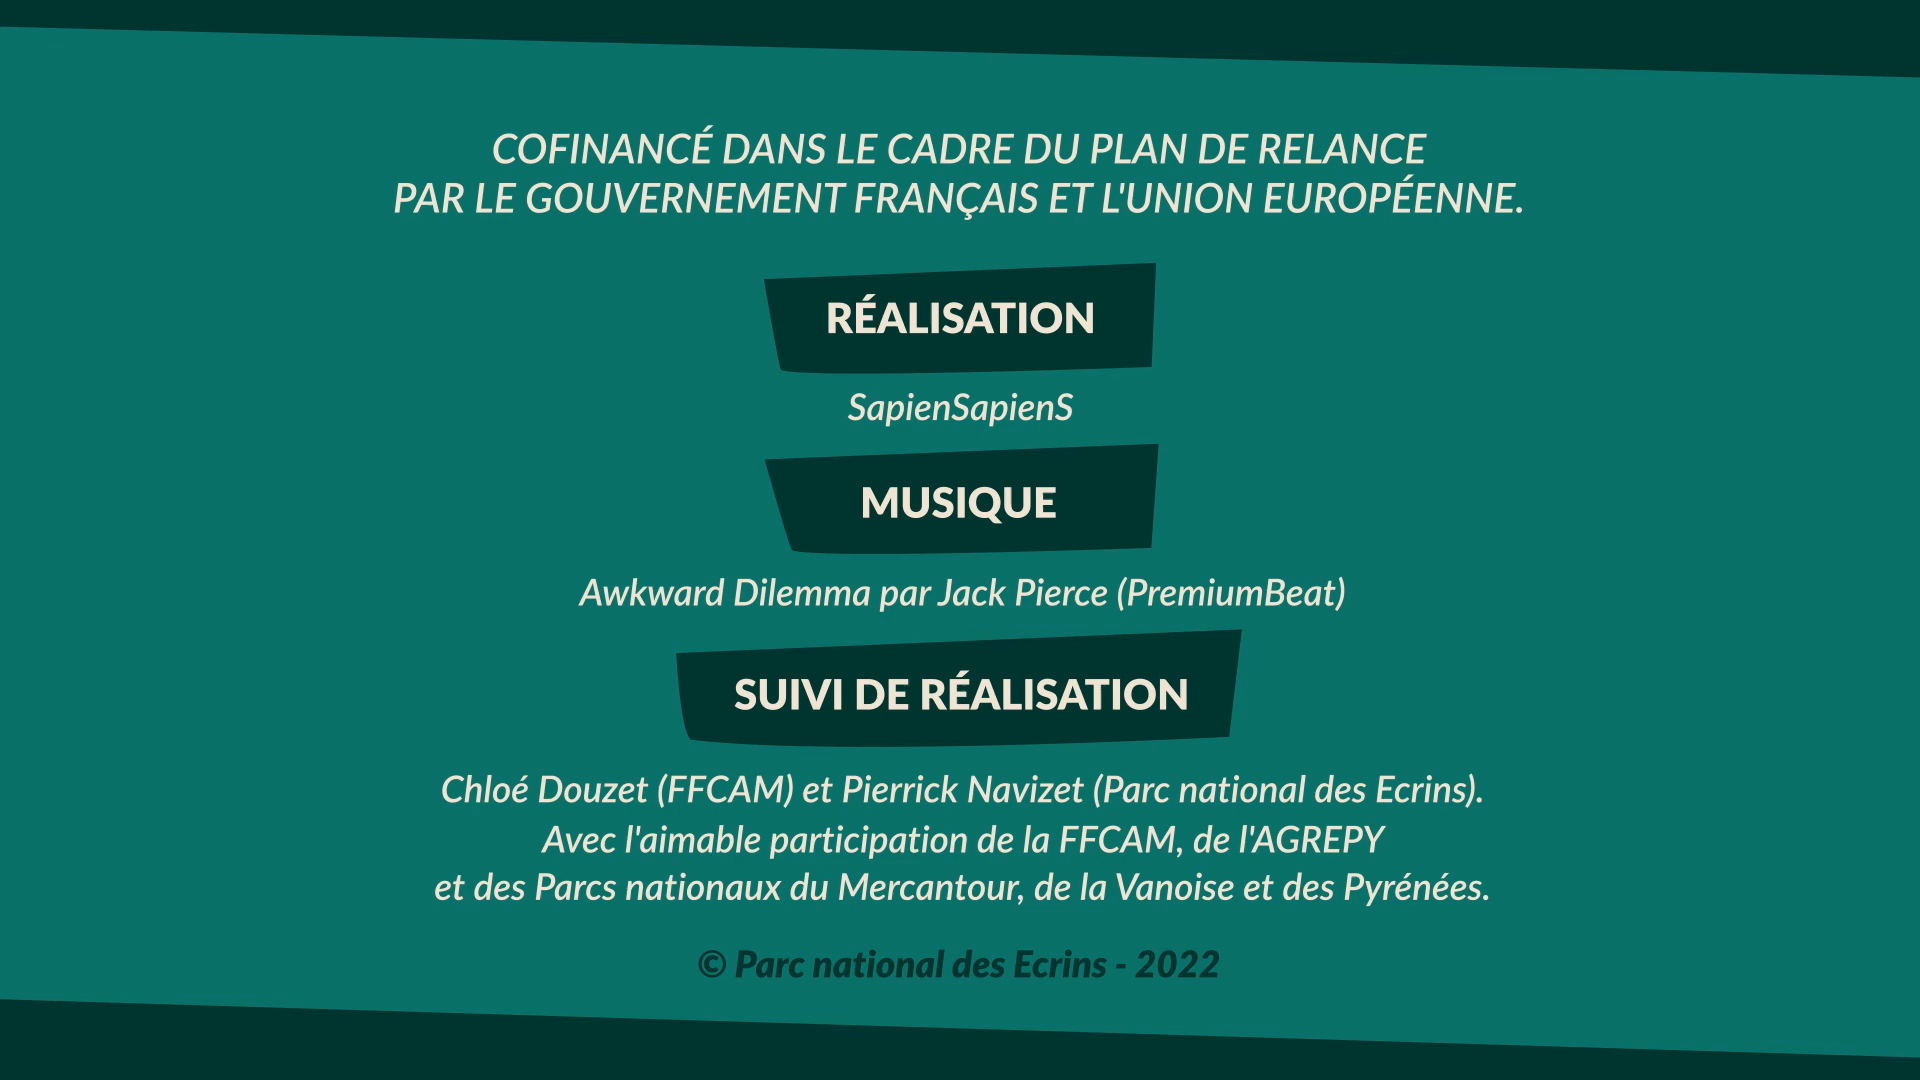 COFINANCÉ DANS LE CADRE DU PLAN DE RELANCE
PAR LE GOUVERNEMENT FRANÇAIS ET L'UNION EUROPÉENNE.
RÉALISATION
SapienSapienS
MUSIQUE
Awkward Dilemma par Jack Pierce (PremiumBeat)
SUIVI DE RÉALISATION
Chloé Douzet (FFCAM) et Pierrick Navizet (Parc national des Ecrins).
Avec l'aimable participation de la FFCAM, de l'AGREPY
et des Parcs nationaux du Mercantour, de la Vanoise et des Pyrénées.
© Parc national des Ecrins - 2022